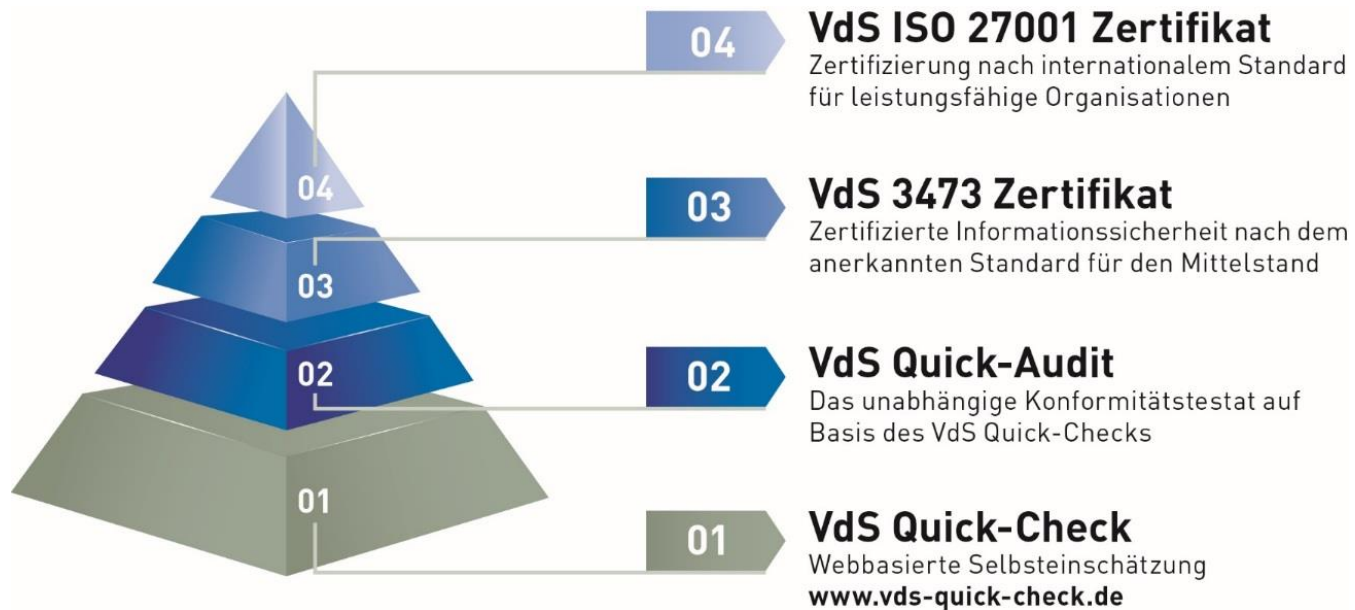 04
VdS ISO 27001 Zertifikat
Zertifizierung nach internationalem Standard
für leistungsfähige Organisationen
04
03
VdS 3473 Zertifikat
Zertifizierte Informationssicherheit nach dem
anerkannten Standard für den Mittelstand
03
02
VdS Quick-Audit
Das unabhängige Konformitätstestat auf
Basis des VdS Quick-Checks
02
01
VdS Quick-Check
Webbasierte Selbsteinschätzung
www.vds-quick-check.de
01